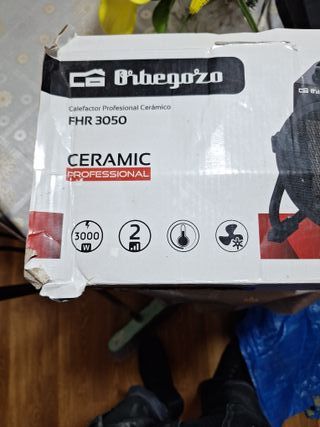 Orbegozo
Calefactor Profesional Cerámico
FHR 3050
CERAMIC
PROFESSIONAL
3000
W
2